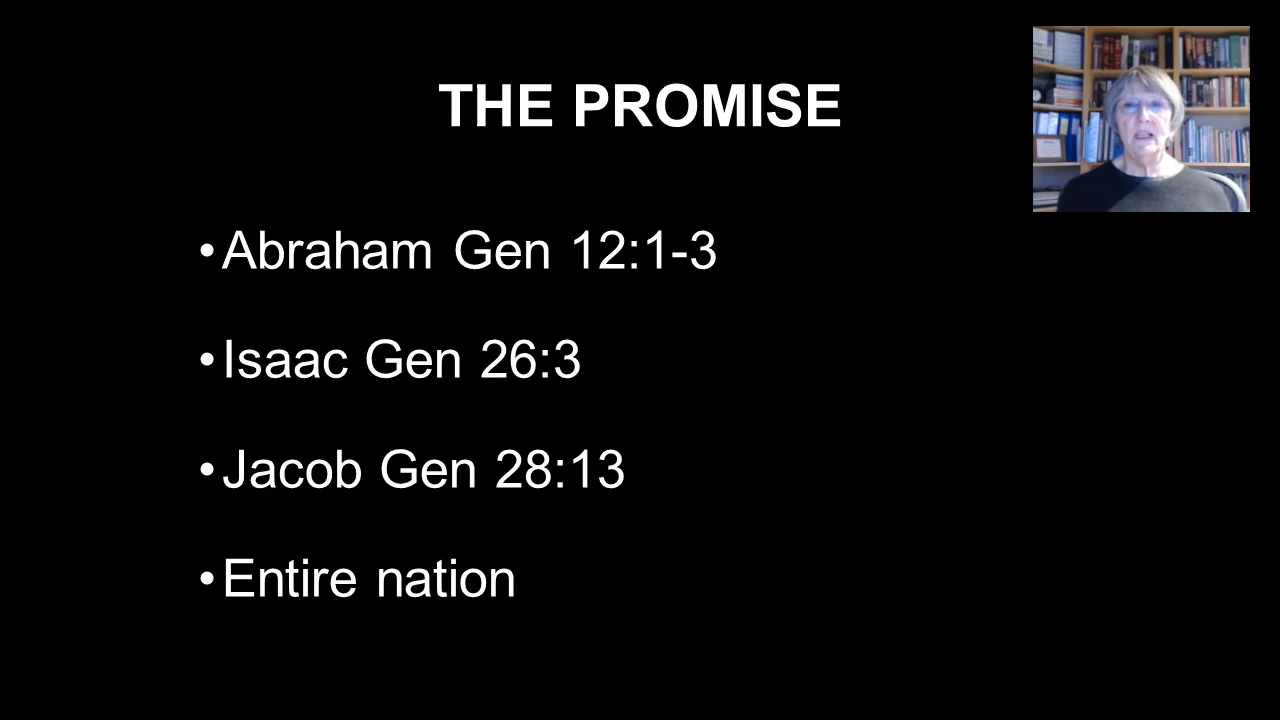 THE PROMISE
•Abraham Gen 12:1-3
•Isaac Gen 26:3
•Jacob Gen 28:13
•Entire nation